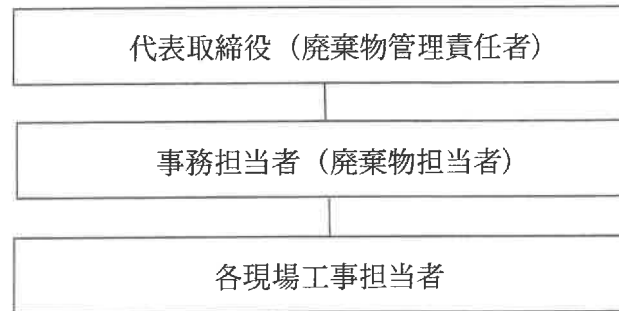 代表取締役（廃棄物管理責任者）
事務担当者（廃棄物担当者）
各現場工事担当者